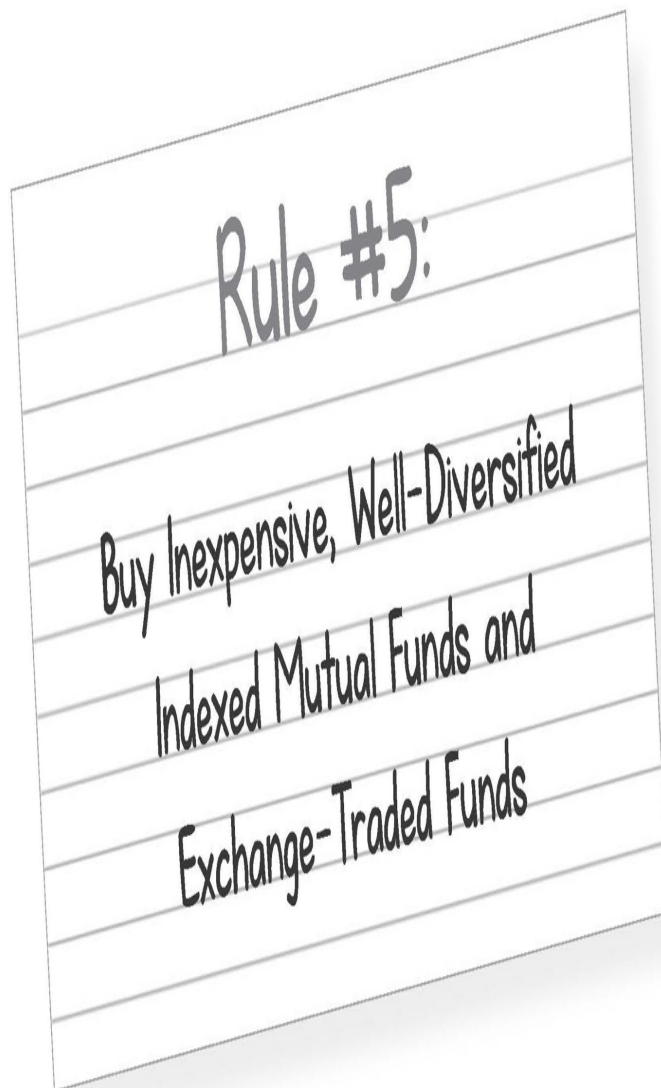 Rule #5:
Buy Inexpensive, Well-Diversified
Indexed Mutual Funds and
Exchange-Traded Funds